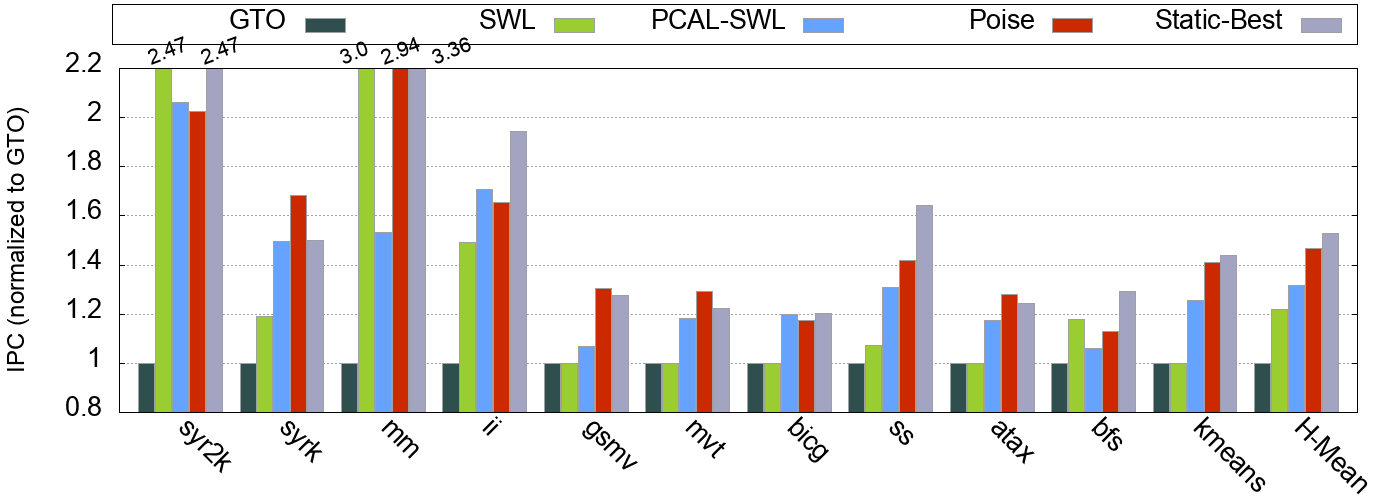 GTO SWL PCAL-SWL Poise Static-Best
2.47 2.47 3.0 2.94 3.36
IPC (normalized to GTO)
2.2
2
1.8
1.6
1.4
1.2
1
0.8
syr2k syrk mm ii gsmv mvt bicg ss atax bfs kmeans H-Mean